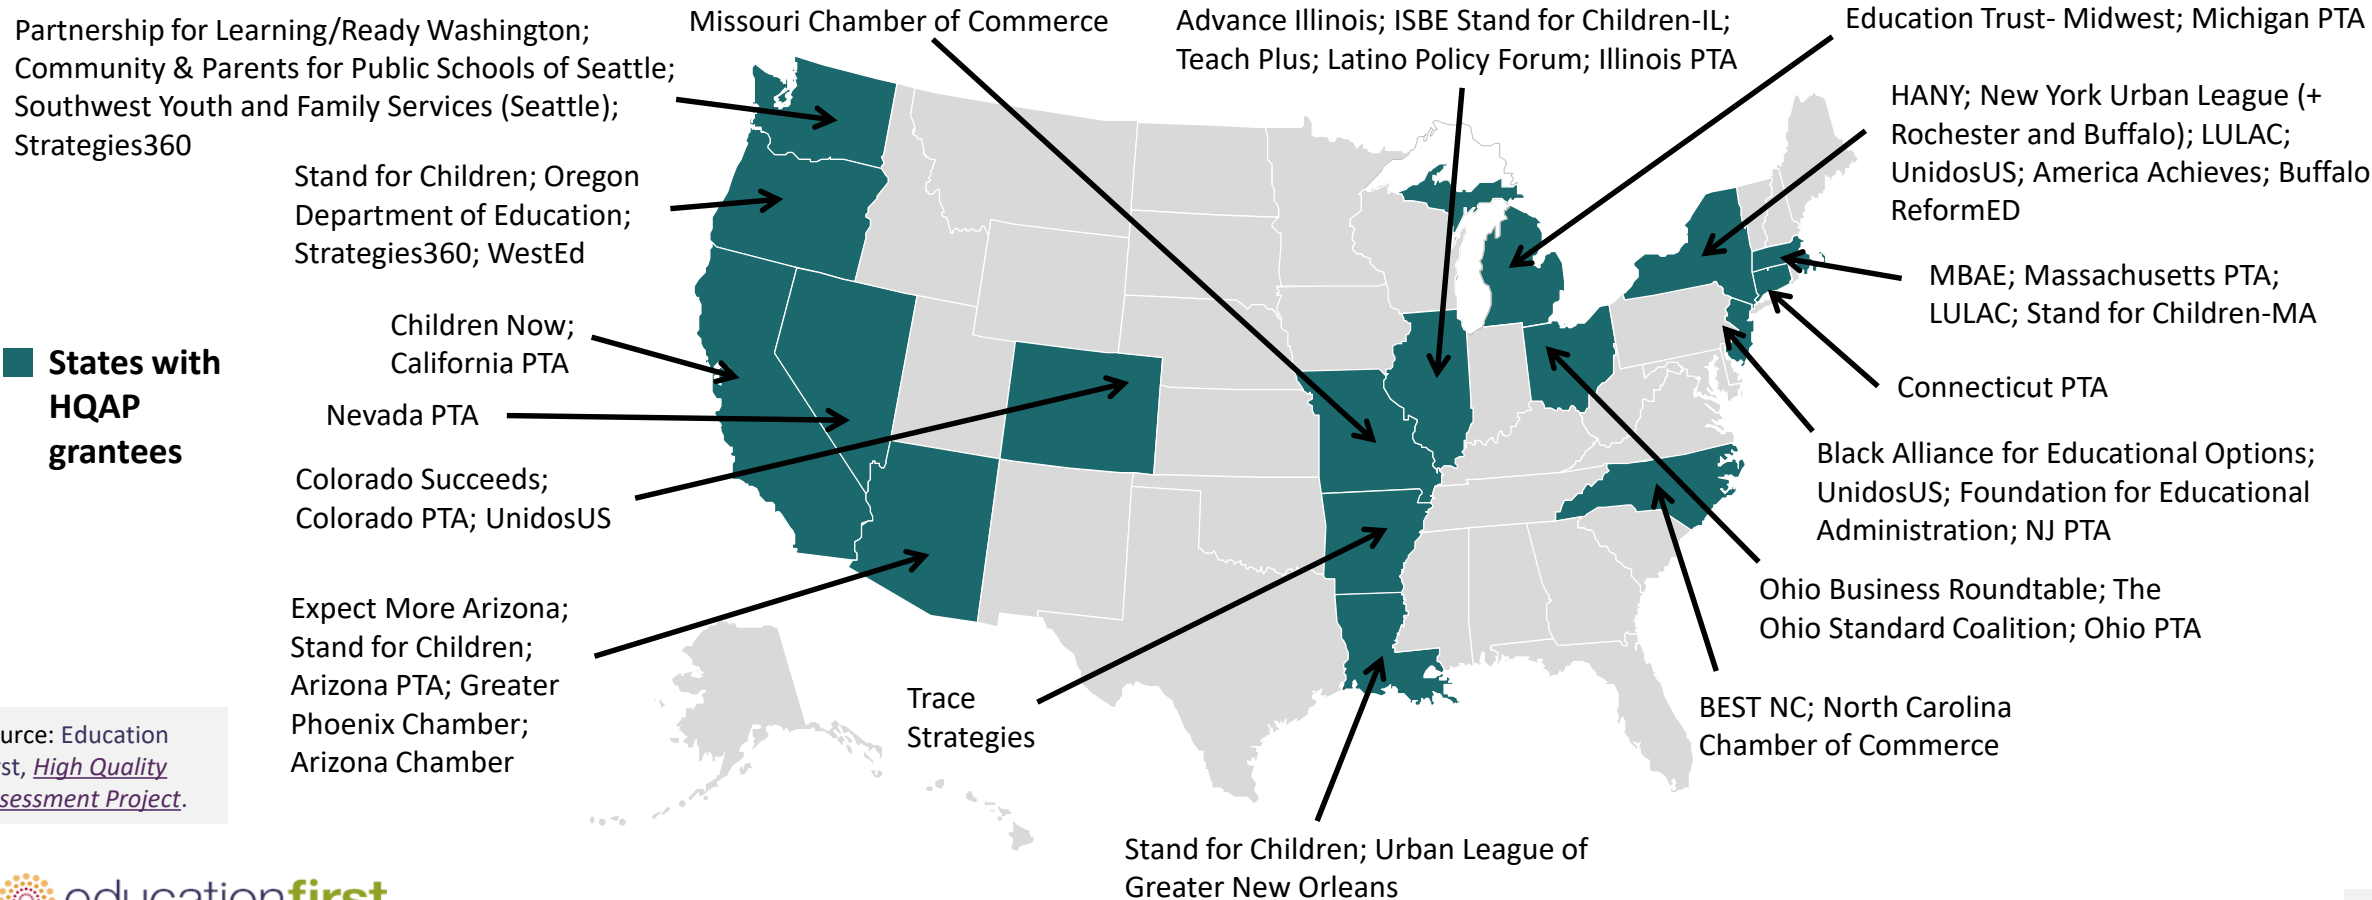 Partnership for Learning/Ready Washington;
Community & Parents for Public Schools of Seattle;
Southwest Youth and Family Services (Seattle);
Strategies360
Missouri Chamber of Commerce
Advance Illinois; ISBE Stand for Children-IL;
Teach Plus; Latino Policy Forum; Illinois PTA
Education Trust- Midwest; Michigan PTA
HANY; New York Urban League (+
Rochester and Buffalo); LULAC;
UnidosUS; America Achieves; Buffalo
ReformED
Stand for Children; Oregon
Department of Education;
Strategies360; WestEd
MBAE; Massachusetts PTA;
LULAC; Stand for Children-MA
Children Now;
California PTA
States with
HQAP
grantees
Connecticut PTA
Nevada PTA
Black Alliance for Educational Options;
UnidosUS; Foundation for Educational
Administration; NJ PTA
Colorado Succeeds;
Colorado PTA; UnidosUS
Ohio Business Roundtable; The
Ohio Standard Coalition; Ohio PTA
Expect More Arizona;
Stand for Children;
Arizona PTA; Greater
Phoenix Chamber;
Arizona Chamber
Trace
Strategies
BEST NC; North Carolina
Chamber of Commerce
urce: Education
rst, High Quality
sessment Project.
Stand for Children; Urban League of
Greater New Orleans
educationfirst